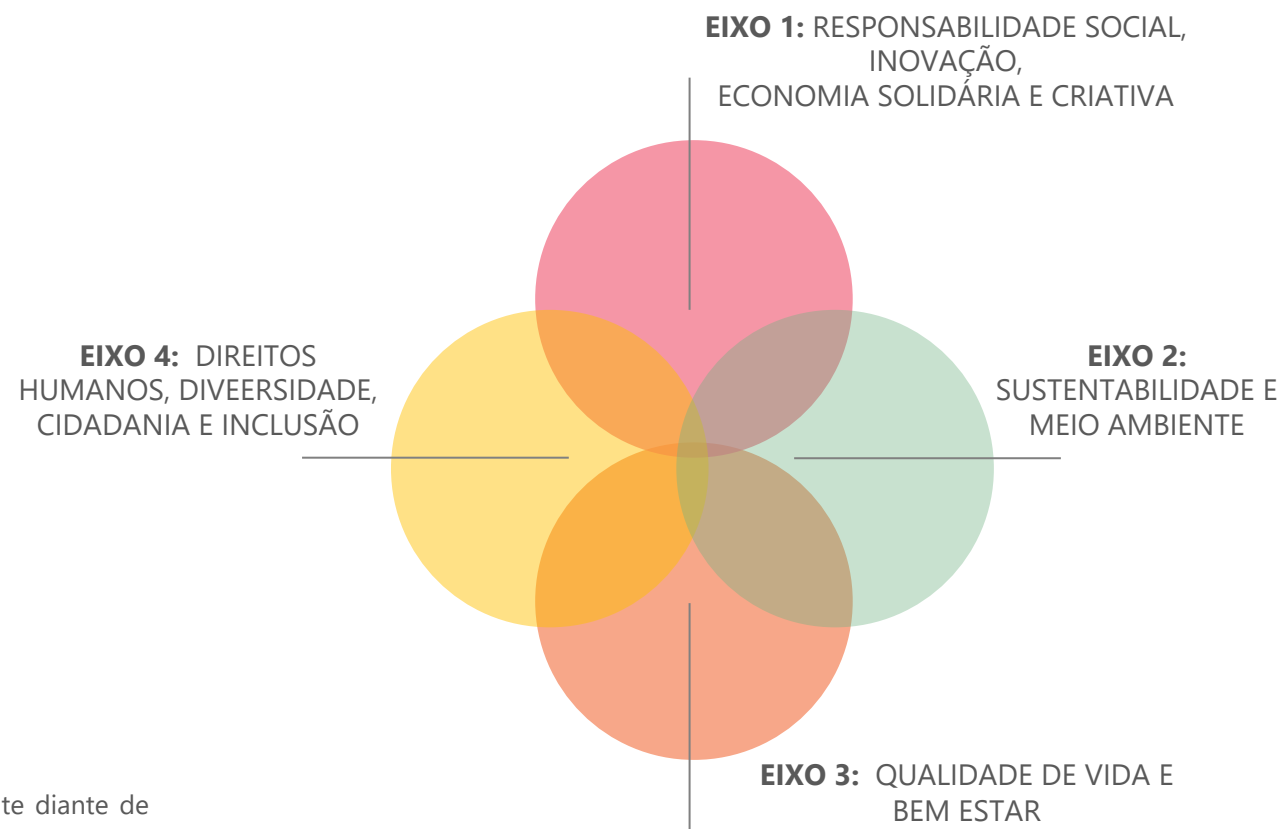 EIXO 1: RESPONSABILIDADE SOCIAL,
INOVAÇÃO,
ECONOMIA SOLIDÁRIA E CRIATIVA
EIXO 4: DIREITOS
HUMANOS, DIVEERSIDADE,
CIDADANIA E INCLUSÃO
EIXO 2:
SUSTENTABILIDADE E
MEIO AMBIENTE
EIXO 3: QUALIDADE DE VIDA E
BEM ESTAR
te diante de